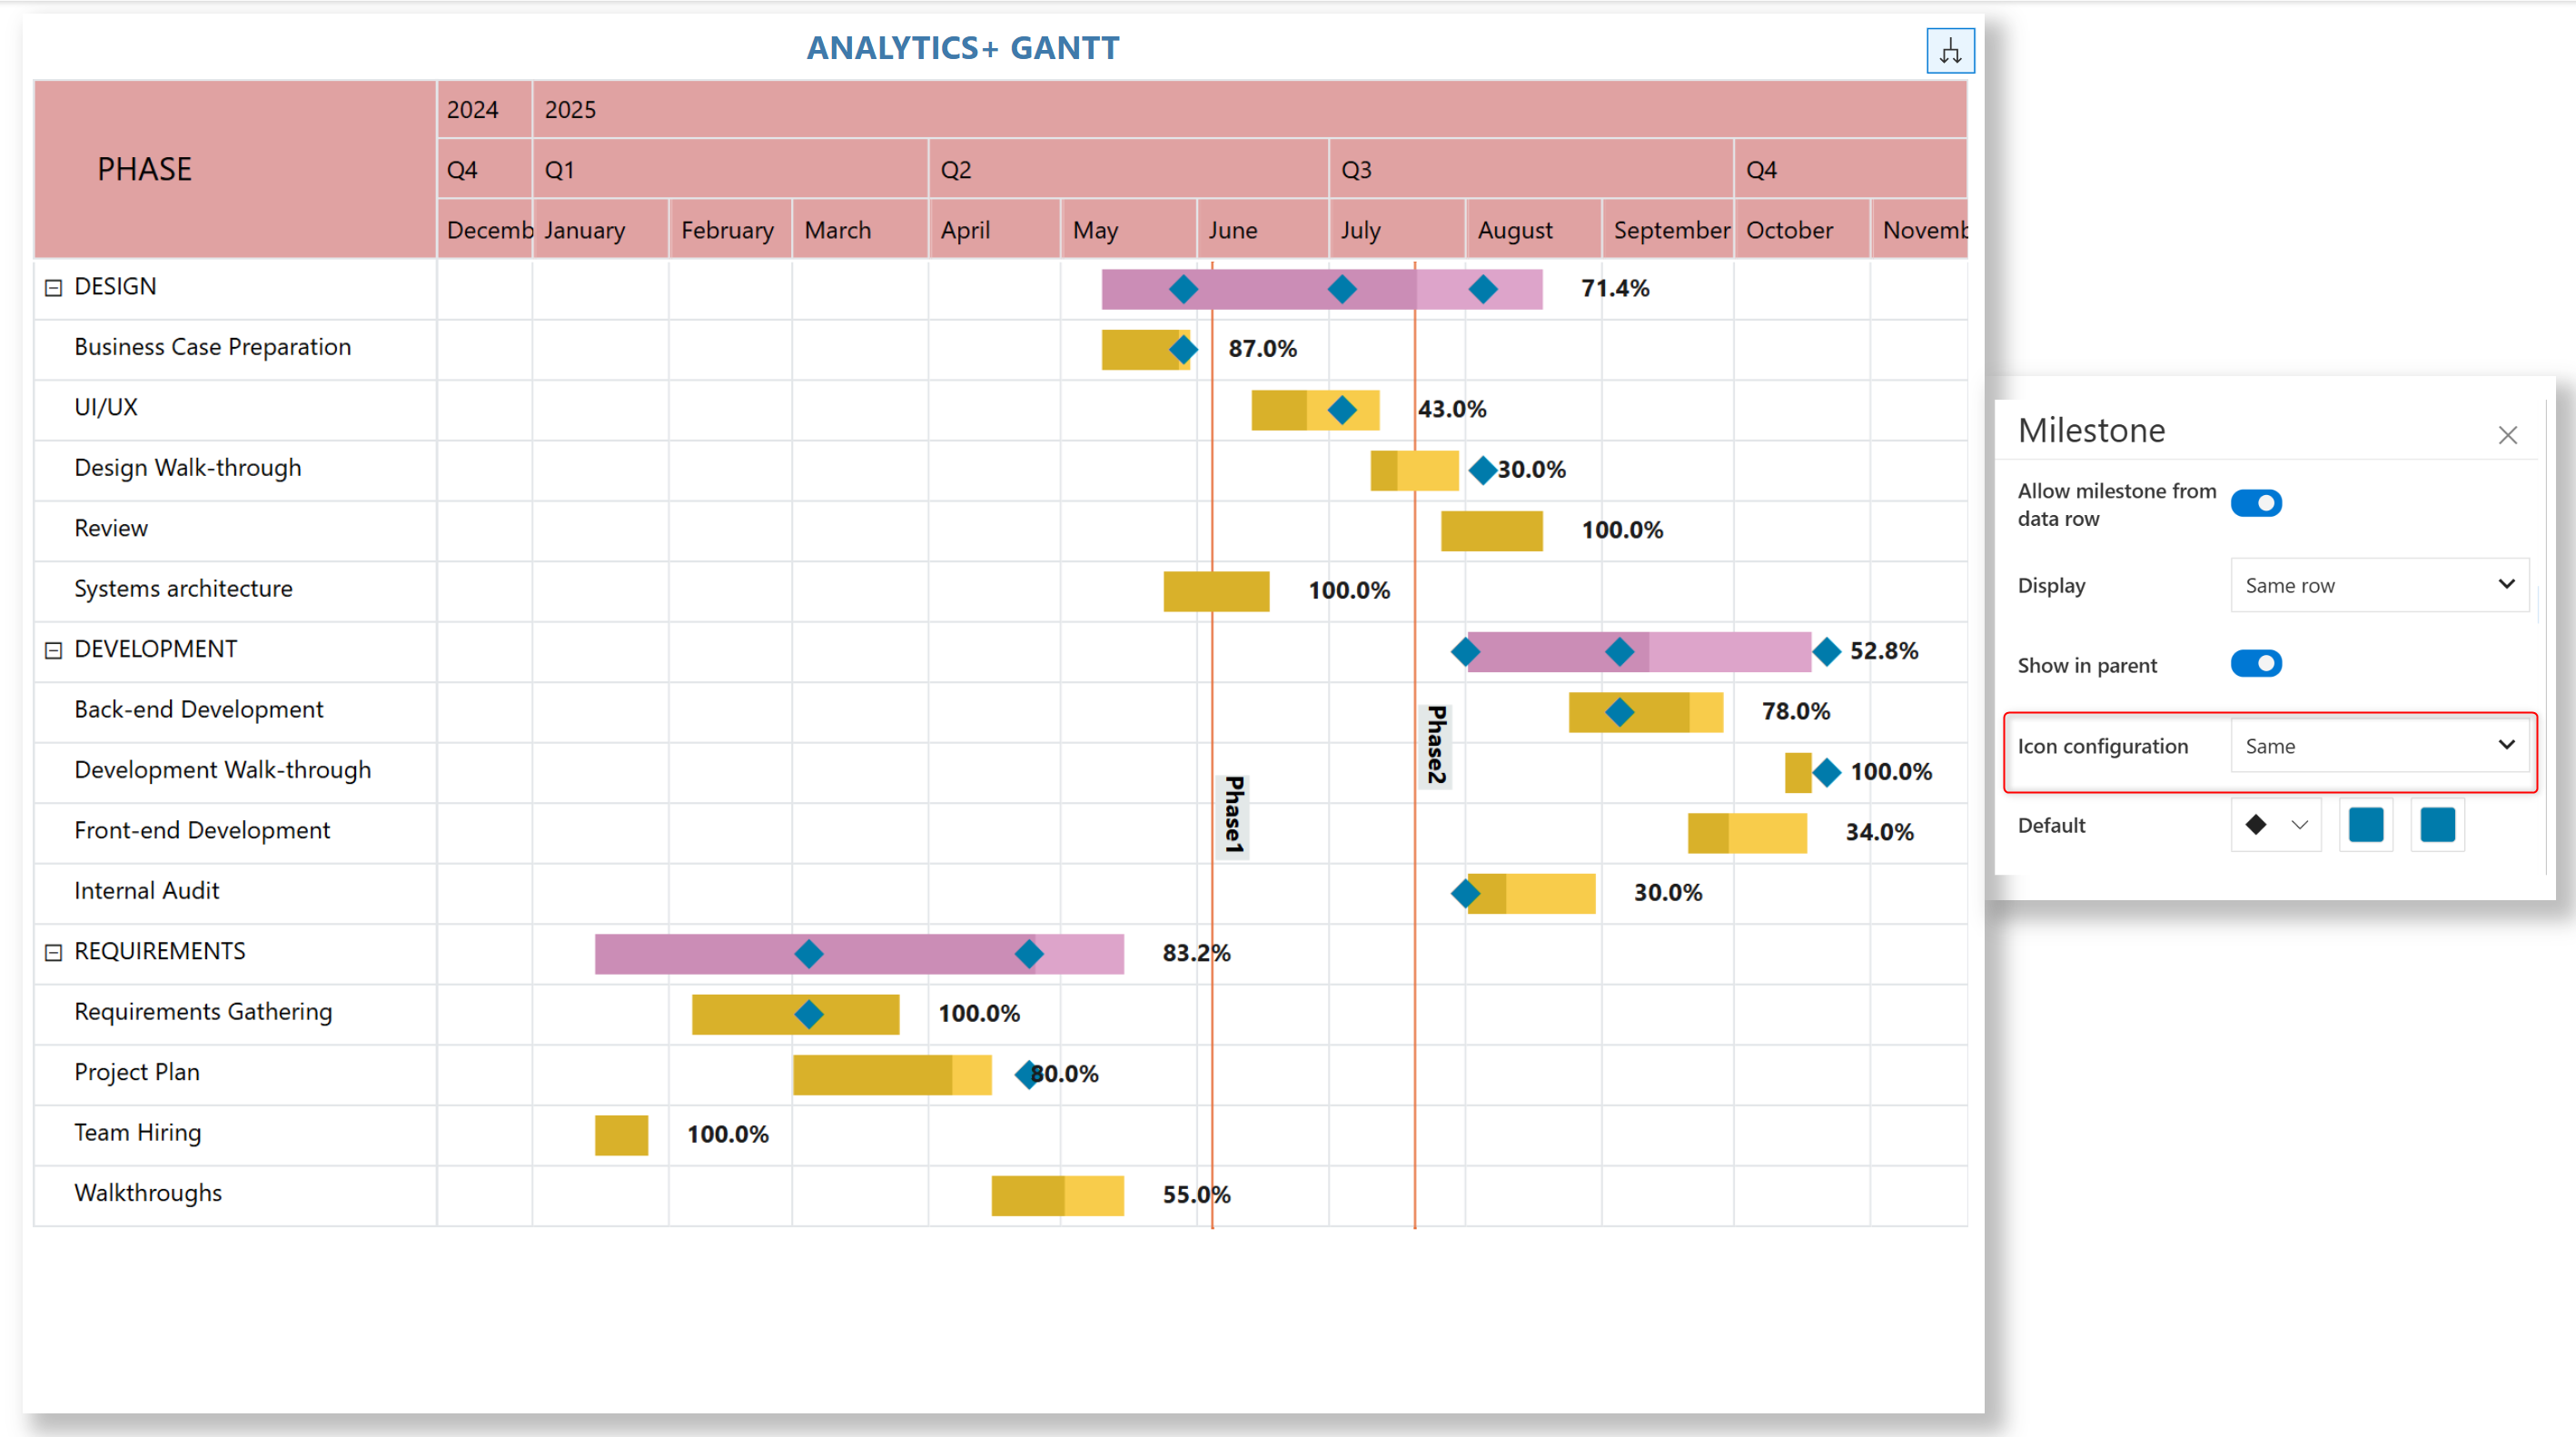 ANALYTICS+ GANTT
PHASE
2024 2025
Q4 Q1 Q2 Q3 Q4
Decemb January February March April May June July August September October Novemb
DESIGN 71.4%
Business Case Preparation 87.0%
UI/UX 43.0%
Design Walk-through 30.0%
Review 100.0%
Systems architecture 100.0%
DEVELOPMENT 52.8%
Back-end Development 78.0%
Phase2
Development Walk-through 100.0%
Phase1
Front-end Development 34.0%
Internal Audit 30.0%
REQUIREMENTS 83.2%
Requirements Gathering 100.0%
Project Plan 80.0%
Team Hiring 100.0%
Walkthroughs 55.0%
Milestone
Allow milestone from
data row
Display Same row
Show in parent
Icon configuration Same
Default